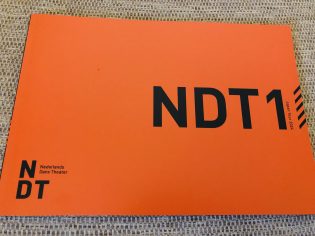 NDT1
N
DT
Nederlands
Dans Theater